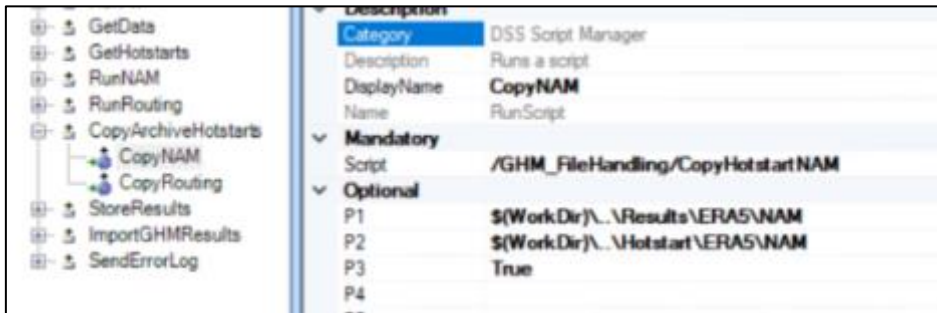 GetData
GetHotstarts
RunNAM
RunRouting
CopyArchiveHotstarts
CopyNAM
CopyRouting
StoreResults
ImportGHMResults
SendErrorLog
Description
Category DSS Script Manager
Description Runs a script
DisplayName CopyNAM
Name RunScript
Mandatory
Script /GHM_FileHandling/CopyHotstartNAM
Optional
P1 $(WorkDir)\..\Results\ERA5\NAM
P2 $(WorkDir)\..\Hotstart\ERA5\NAM
P3 True
P4